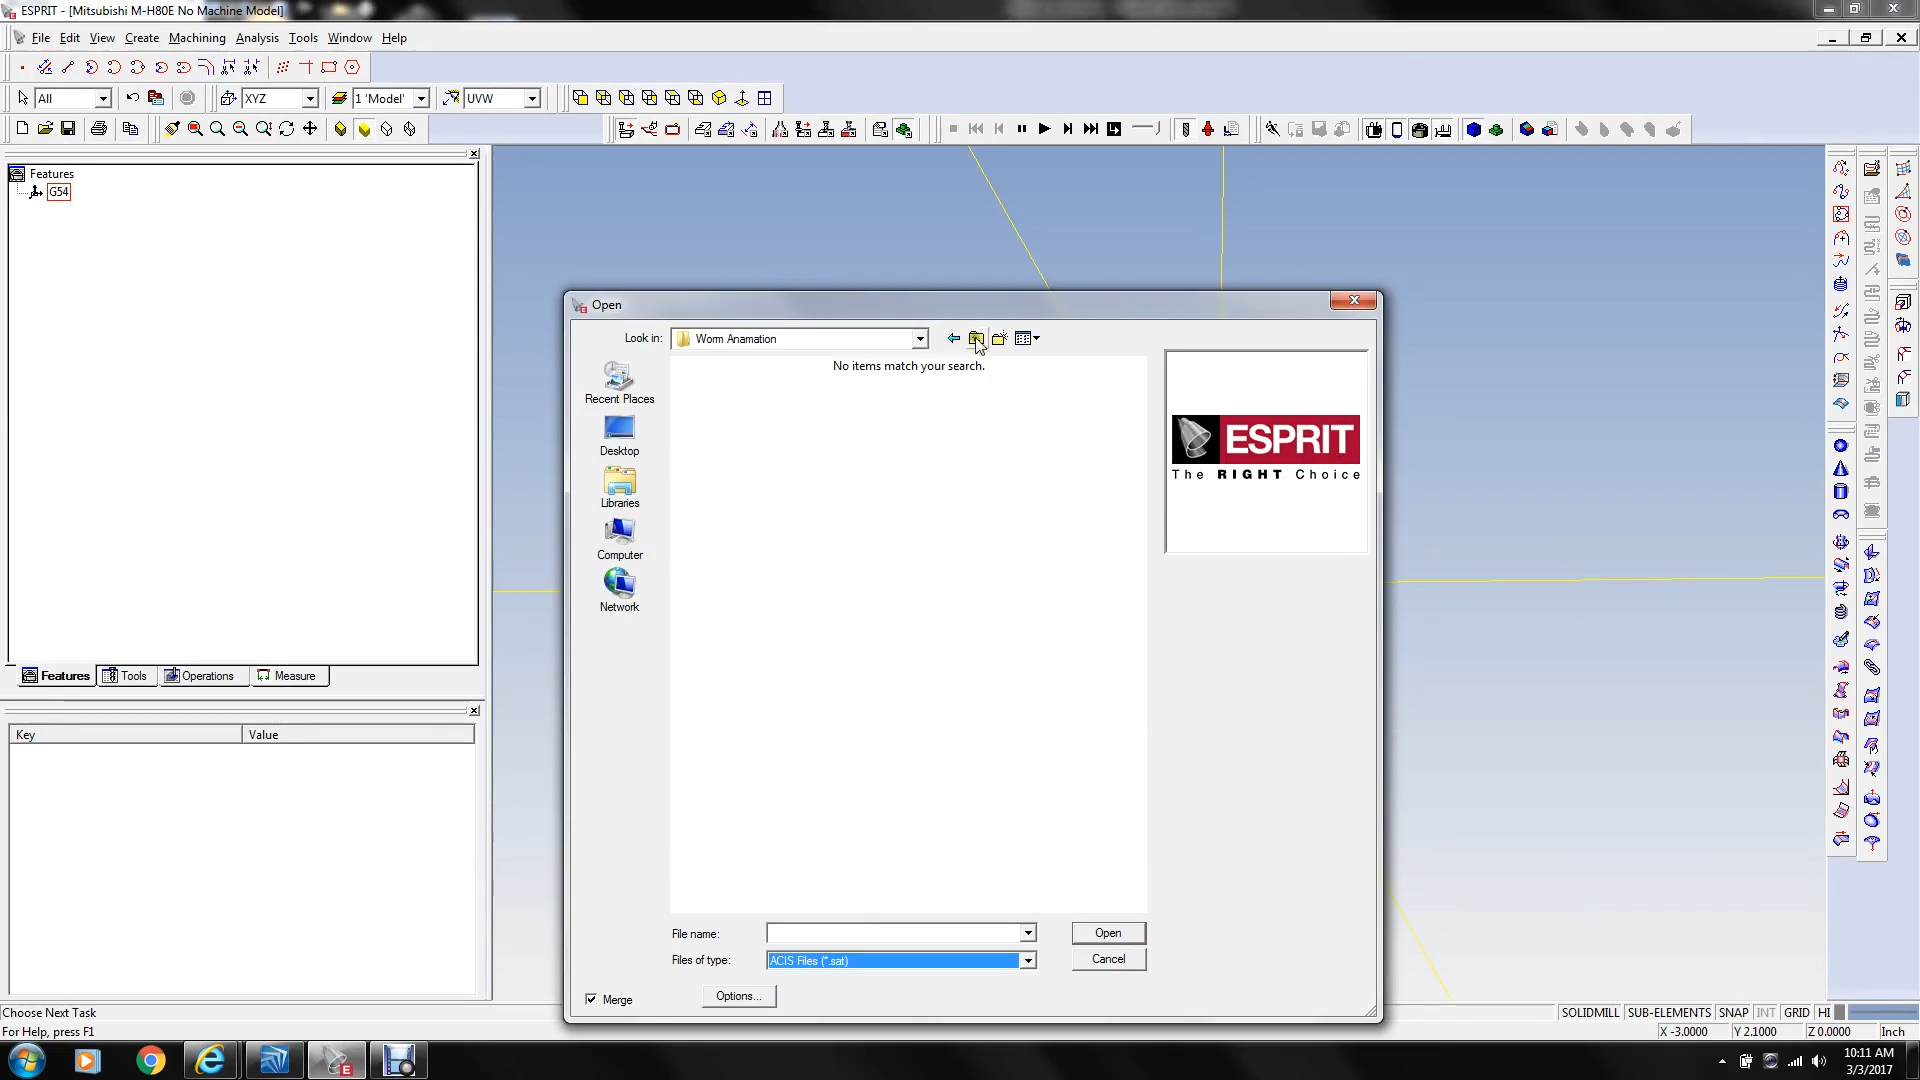 ESPRIT - [Mitsubishi M-H80E No Machine Model]
File Edit View Create Machining Analysis Tools Window Help
All XYZ 1 'Model' UVW
Features
G54
Features Tools Operations Measure
Key Value
Open
Look in: Worm Anamation
No items match your search.
Recent Places
Desktop
Libraries
Computer
Network
ESPRIT
The RIGHT Choice
File name: Open
Files of type: ACIS Files (*.sat) Cancel
Merge Options...
Choose Next Task
SOLIDMILL SUB-ELEMENTS SNAP INT GRID HI
For Help, press F1
X -3.0000 Y 2.1000 Z 0.0000 Inch
10:11 AM
3/3/2017